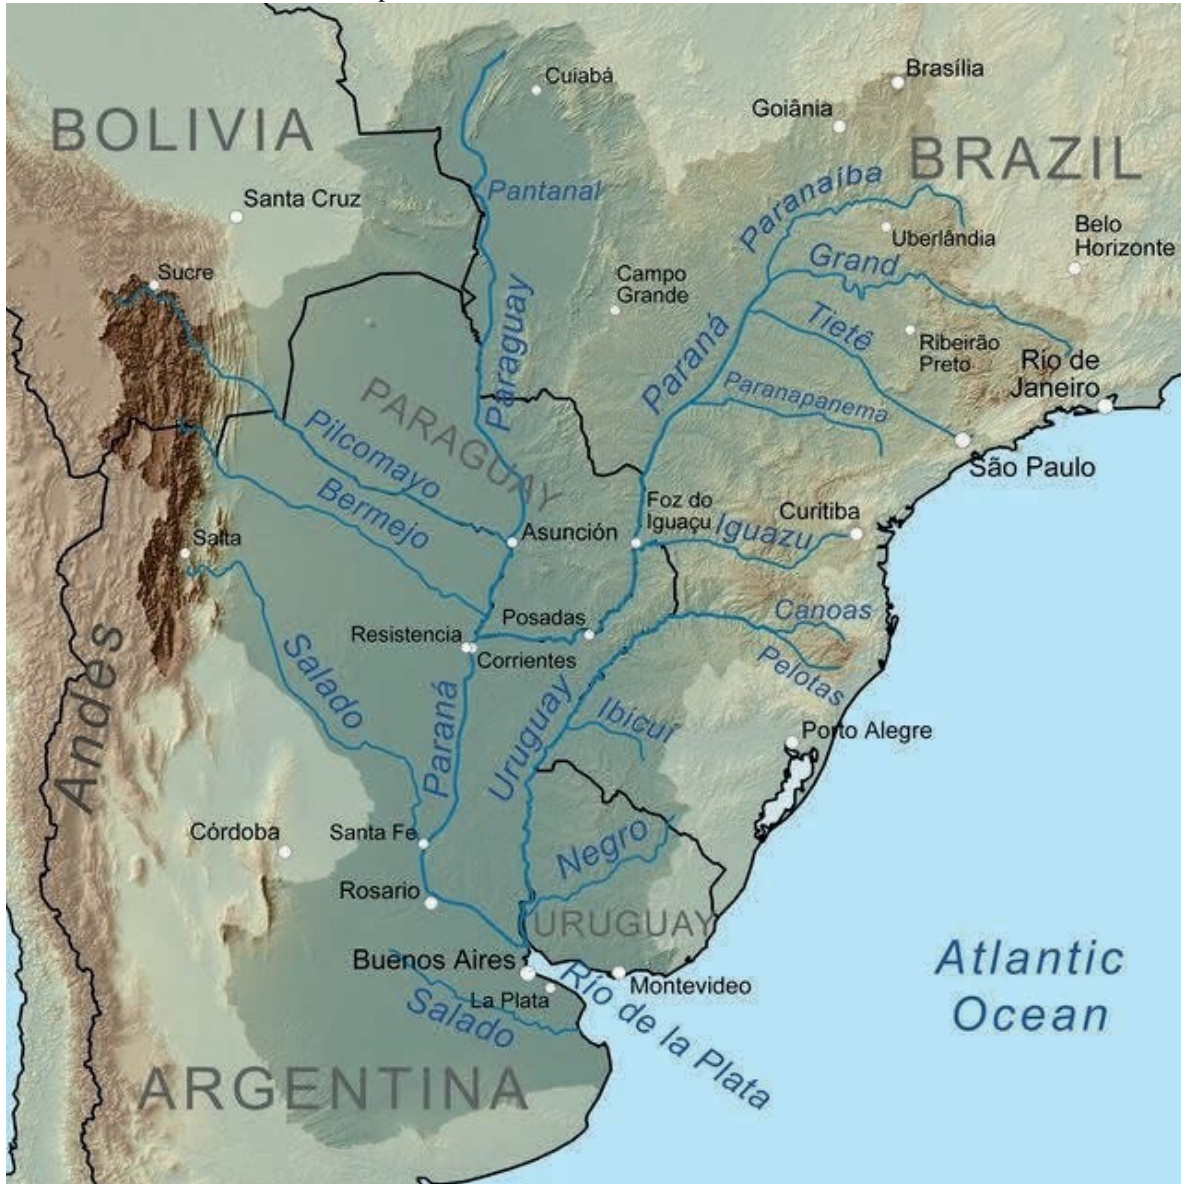 Cuiabá
Brasília
Goiânia
BOLIVIA
BRAZIL
Pantanal
Paranaíba
Santa Cruz
Uberlândia
Belo
Horizonte
Grand
Sucre
Campo
Grande
Paraguay
Tietê
Paraná
Ribeirão
Preto
Río de
Janeiro
PARAGUAY
Paranapanema
Pilcomayo
São Paulo
Bermejo
Foz do
Iguaçu
Iguazu
Curitiba
Asunción
Salta
Canoas
Posadas
Resistencia
Corrientes
Salado
Pelotas
Andes
Paraná
Uruguay
Ibicuí
Porto Alegre
Córdoba
Santa Fe
Negro
Rosario
URUGUAY
Buenos Aires
Montevideo
La Plata
Río de la Plata
Salado
Atlantic
Ocean
ARGENTINA